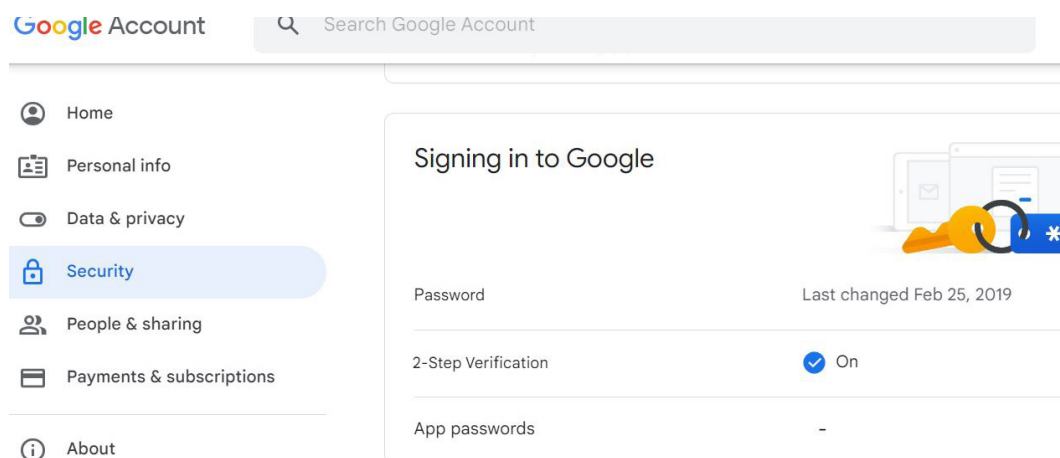 Google Account
Search Google Account
Home
Personal info
Data & privacy
Security
People & sharing
Payments & subscriptions
About
Signing in to Google
*
Password Last changed Feb 25, 2019
2-Step Verification On
App passwords -